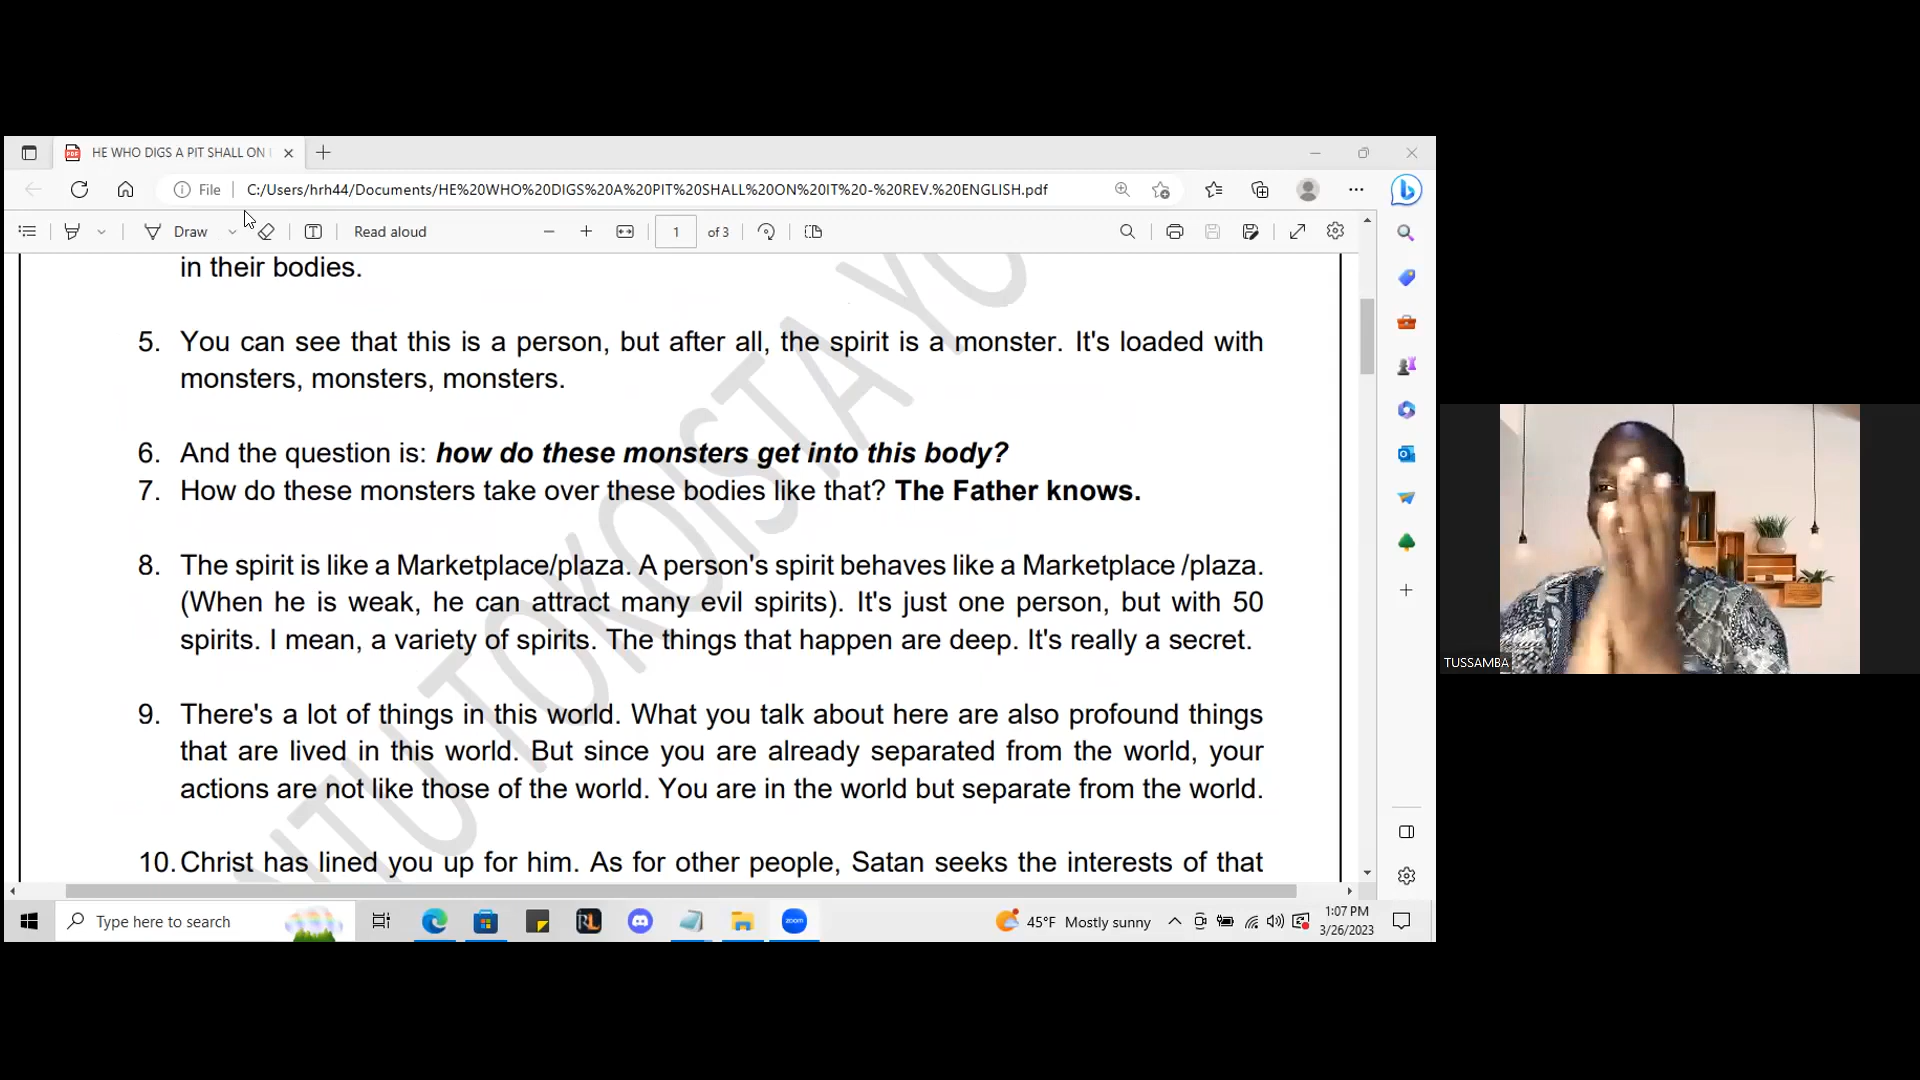 HE WHO DIGS A PIT SHALL ON
File
C:/Users/hrh44/Documents/HE%20WHO%20DIGS%20A%20PIT%20SHALL%20ON%20IT%20-%20REV.%20ENGLISH.pdf
Draw
Read aloud
1 of 3
in their bodies.
5. You can see that this is a person, but after all, the spirit is a monster. It's loaded with
monsters, monsters, monsters.
6. And the question is: how do these monsters get into this body?
7. How do these monsters take over these bodies like that? The Father knows.
8. The spirit is like a Marketplace/plaza. A person's spirit behaves like a Marketplace /plaza.
(When he is weak, he can attract many evil spirits). It's just one person, but with 50
spirits. I mean, a variety of spirits. The things that happen are deep. It's really a secret.
9. There's a lot of things in this world. What you talk about here are also profound things
that are lived in this world. But since you are already separated from the world, your
actions are not like those of the world. You are in the world but separate from the world.
10. Christ has lined you up for him. As for other people, Satan seeks the interests of that
NTU TOKOISTA YO
TUSSAMBA
Type here to search
RL
zoom
45°F Mostly sunny
1:07 PM
3/26/2023